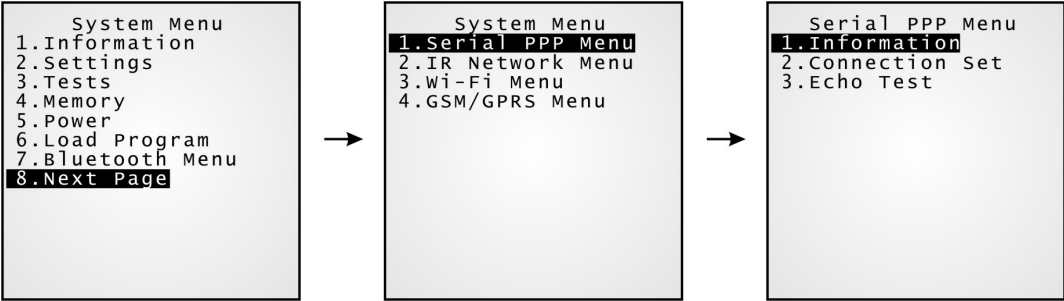 System Menu
1.Information
2.Settings
3.Tests
4.Memory
5.Power
6.Load Program
7.Bluetooth Menu
8.Next Page
System Menu
1.Serial PPP Menu
2.IR Network Menu
3.Wi-Fi Menu
4.GSM/GPRS Menu
Serial PPP Menu
1.Information
2.Connection Set
3.Echo Test